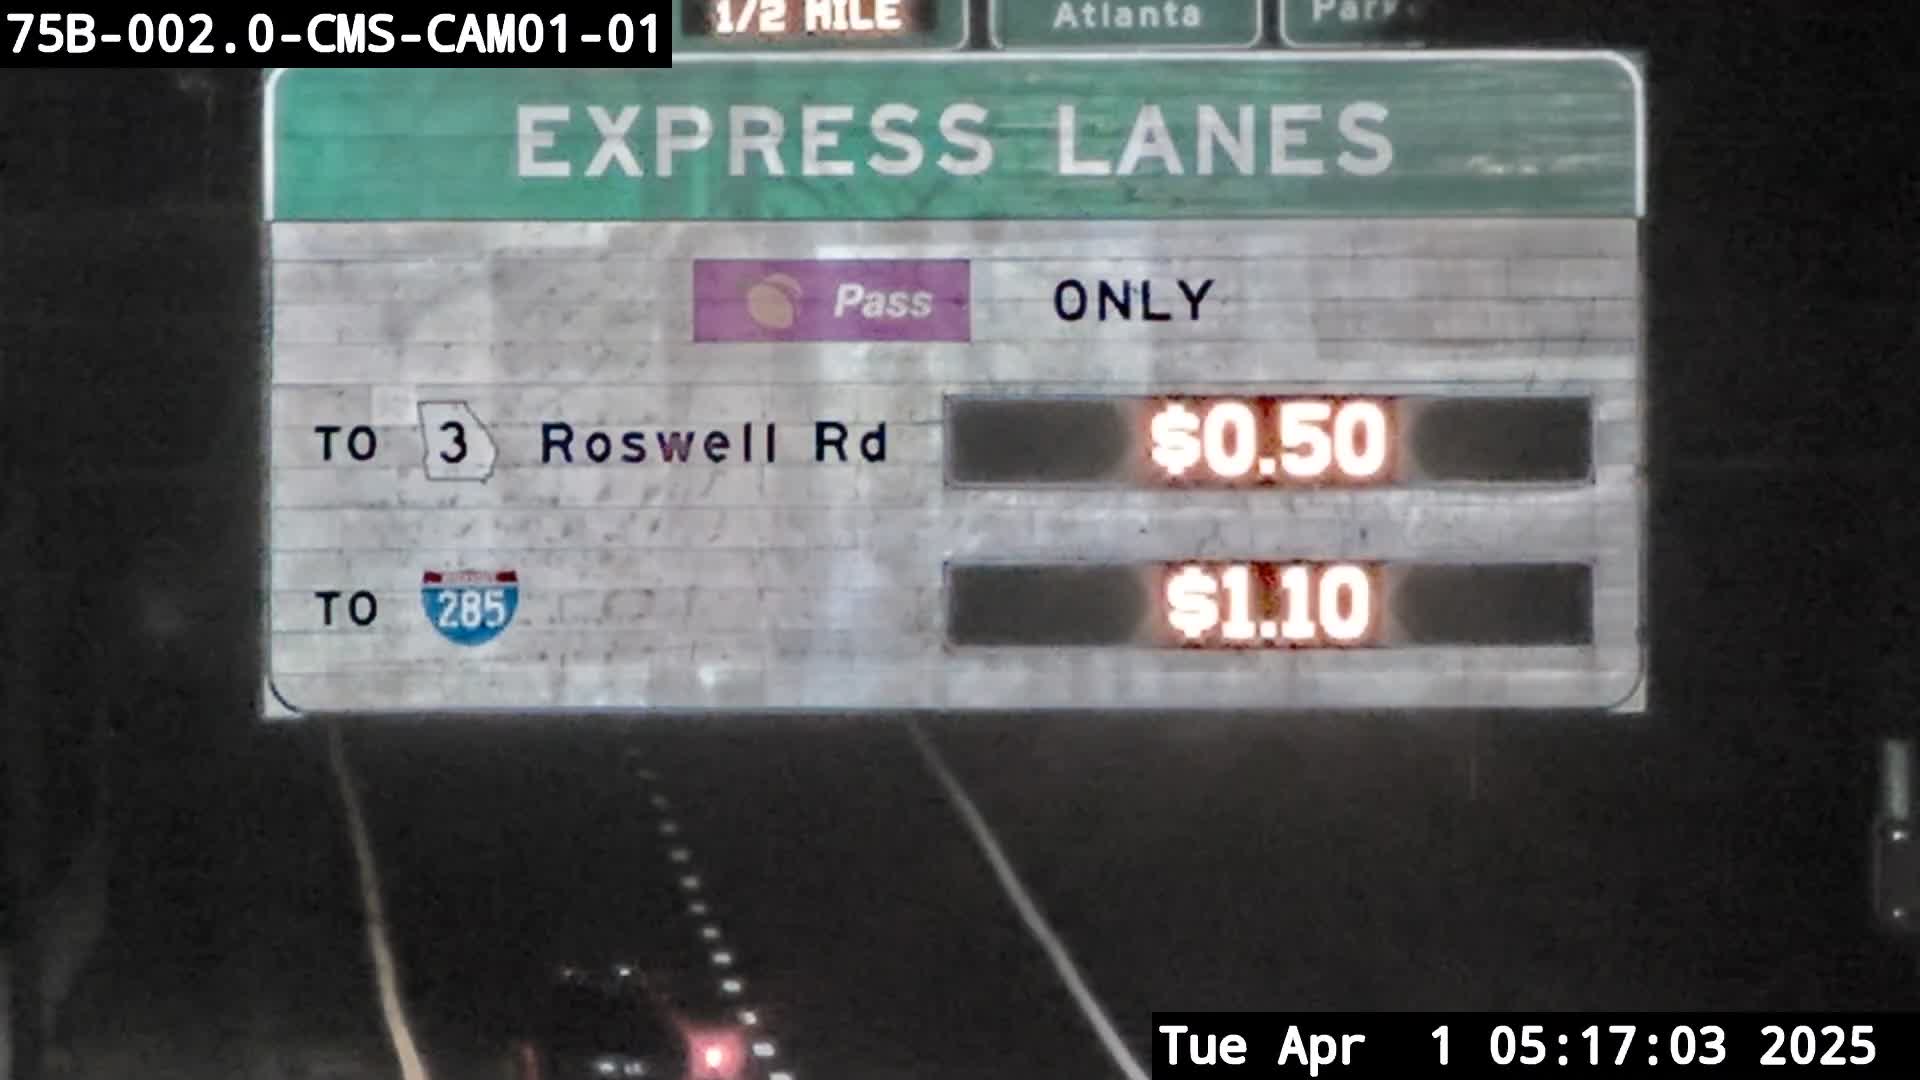 75B-002.0-CMS-CAM01-01
1/2 MILE
Atlanta
EXPRESS LANES
Pass ONLY
TO 3 Roswell Rd $0.50
TO 285 $1.10
Tue Apr 1 05:17:03 2025